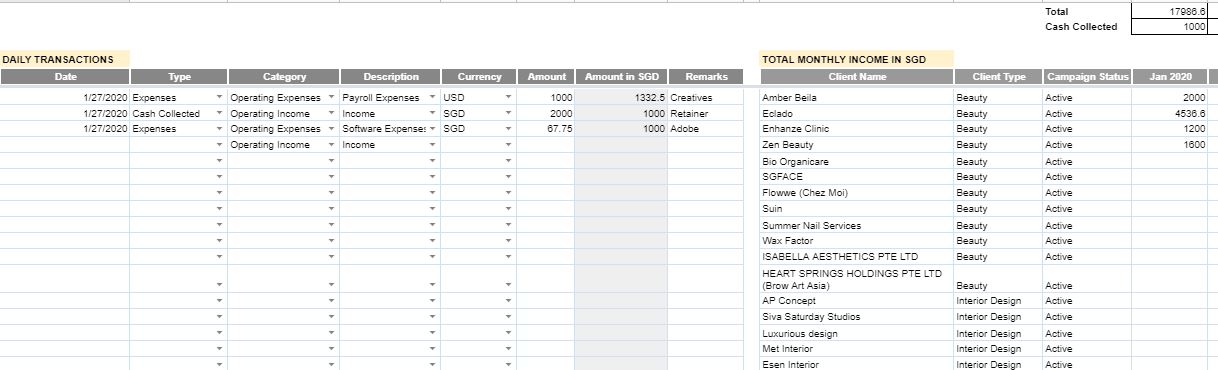 Total 17986.6
Cash Collected 1000
DAILY TRANSACTIONS TOTAL MONTHLY INCOME IN SGD
Date Type Category Description Currency Amount Amount in SGD Remarks Client Name Client Type Campaign Status Jan 2020
1/27/2020 Expenses Operating Expenses Payroll Expenses USD 1000 1332.5 Creatives Amber Beila Beauty Active 2000
1/27/2020 Cash Collected Operating Income Income SGD 2000 1000 Retainer Eclado Beauty Active 4536.6
1/27/2020 Expenses Operating Expenses Software Expenses SGD 67.75 1000 Adobe Enhanze Clinic Beauty Active 1200
Operating Income Income Zen Beauty Beauty Active 1600
Bio Organicare Beauty Active
SGFACE Beauty Active
Flowwe (Chez Moi) Beauty Active
Suin Beauty Active
Summer Nail Services Beauty Active
Wax Factor Beauty Active
ISABELLA AESTHETICS PTE LTD Beauty Active
HEART SPRINGS HOLDINGS PTE LTD
(Brow Art Asia) Beauty Active
AP Concept Interior Design Active
Siva Saturday Studios Interior Design Active
Luxurious design Interior Design Active
Met Interior Interior Design Active
Esen Interior Interior Design Active